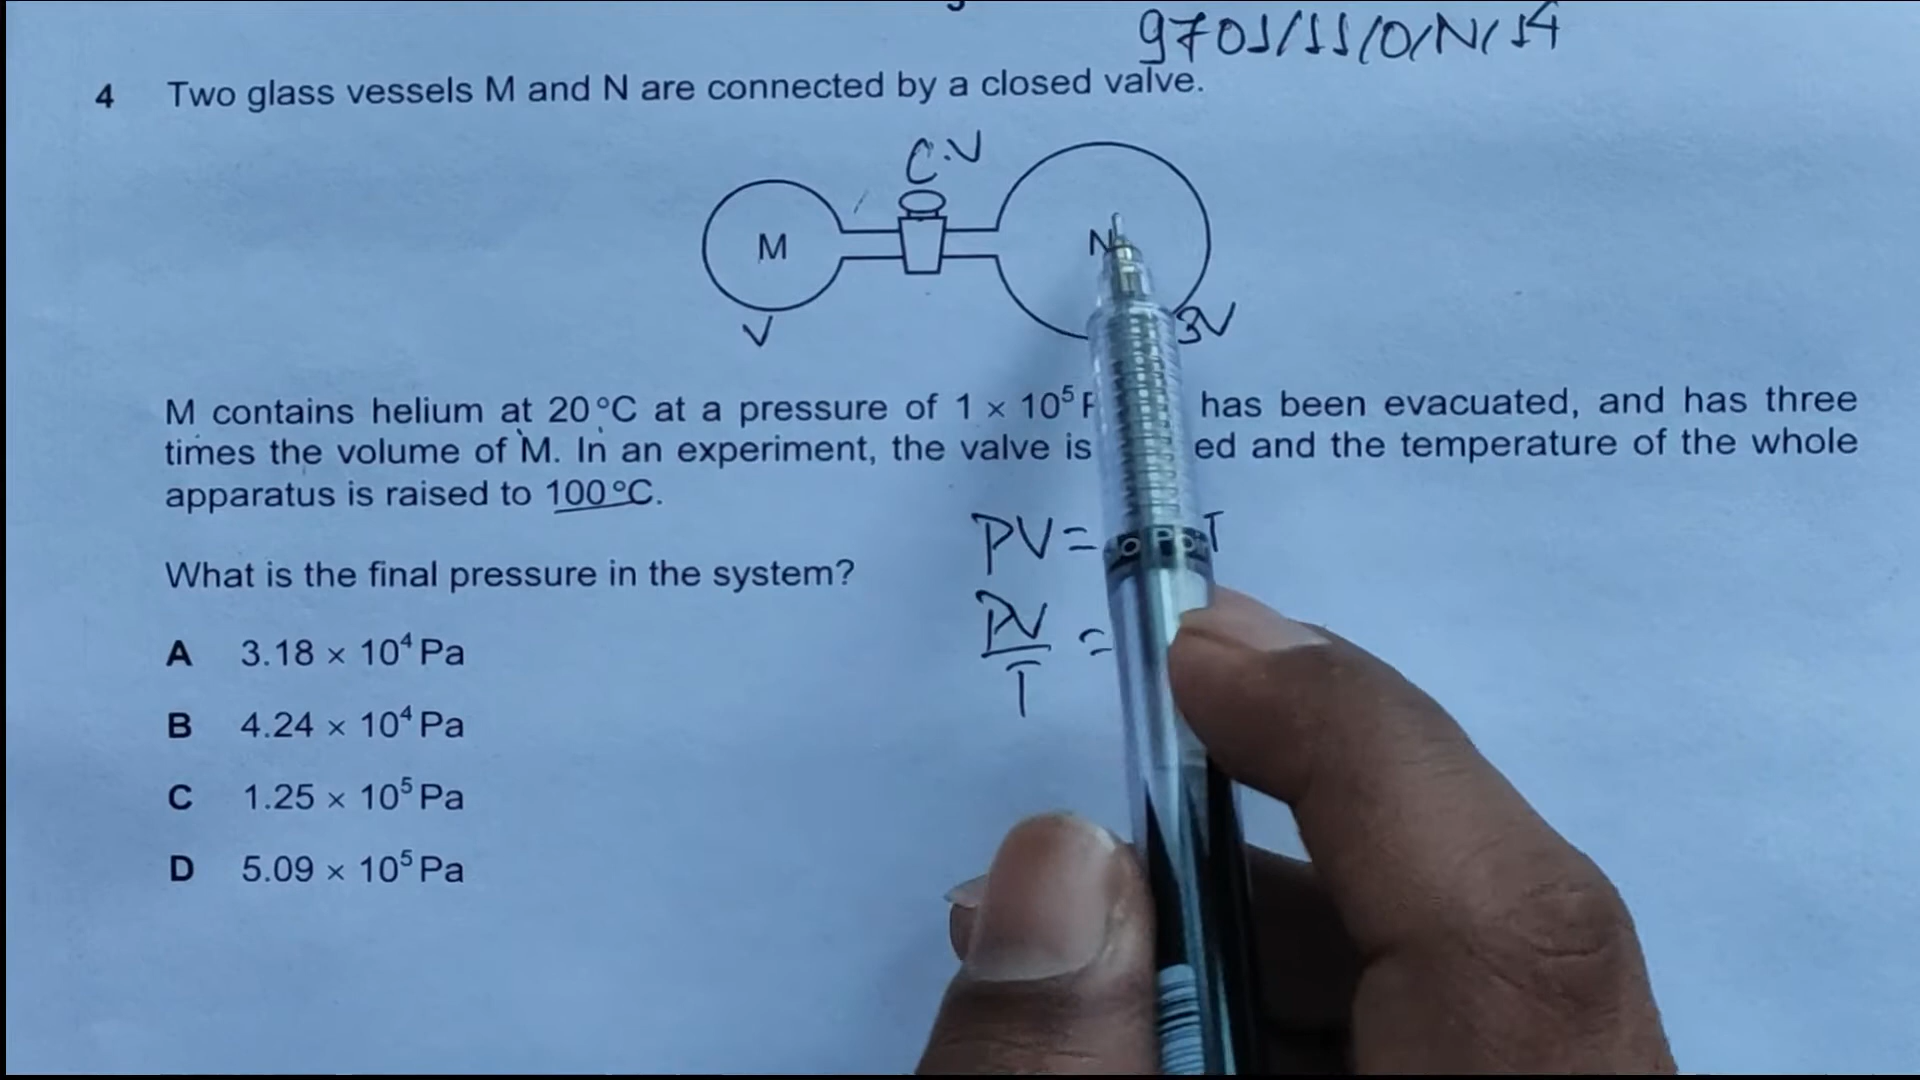 9701/11/O/N/14
4 Two glass vessels M and N are connected by a closed valve.
C.V
M
N
V
3V
M contains helium at 20 °C at a pressure of 1 × 10⁵ has been evacuated, and has three
times the volume of M. In an experiment, the valve is ed and the temperature of the whole
apparatus is raised to 100 °C.
PV = T
What is the final pressure in the system?
PV/T =
A 3.18 × 10⁴ Pa
B 4.24 × 10⁴ Pa
C 1.25 × 10⁵ Pa
D 5.09 × 10⁵ Pa